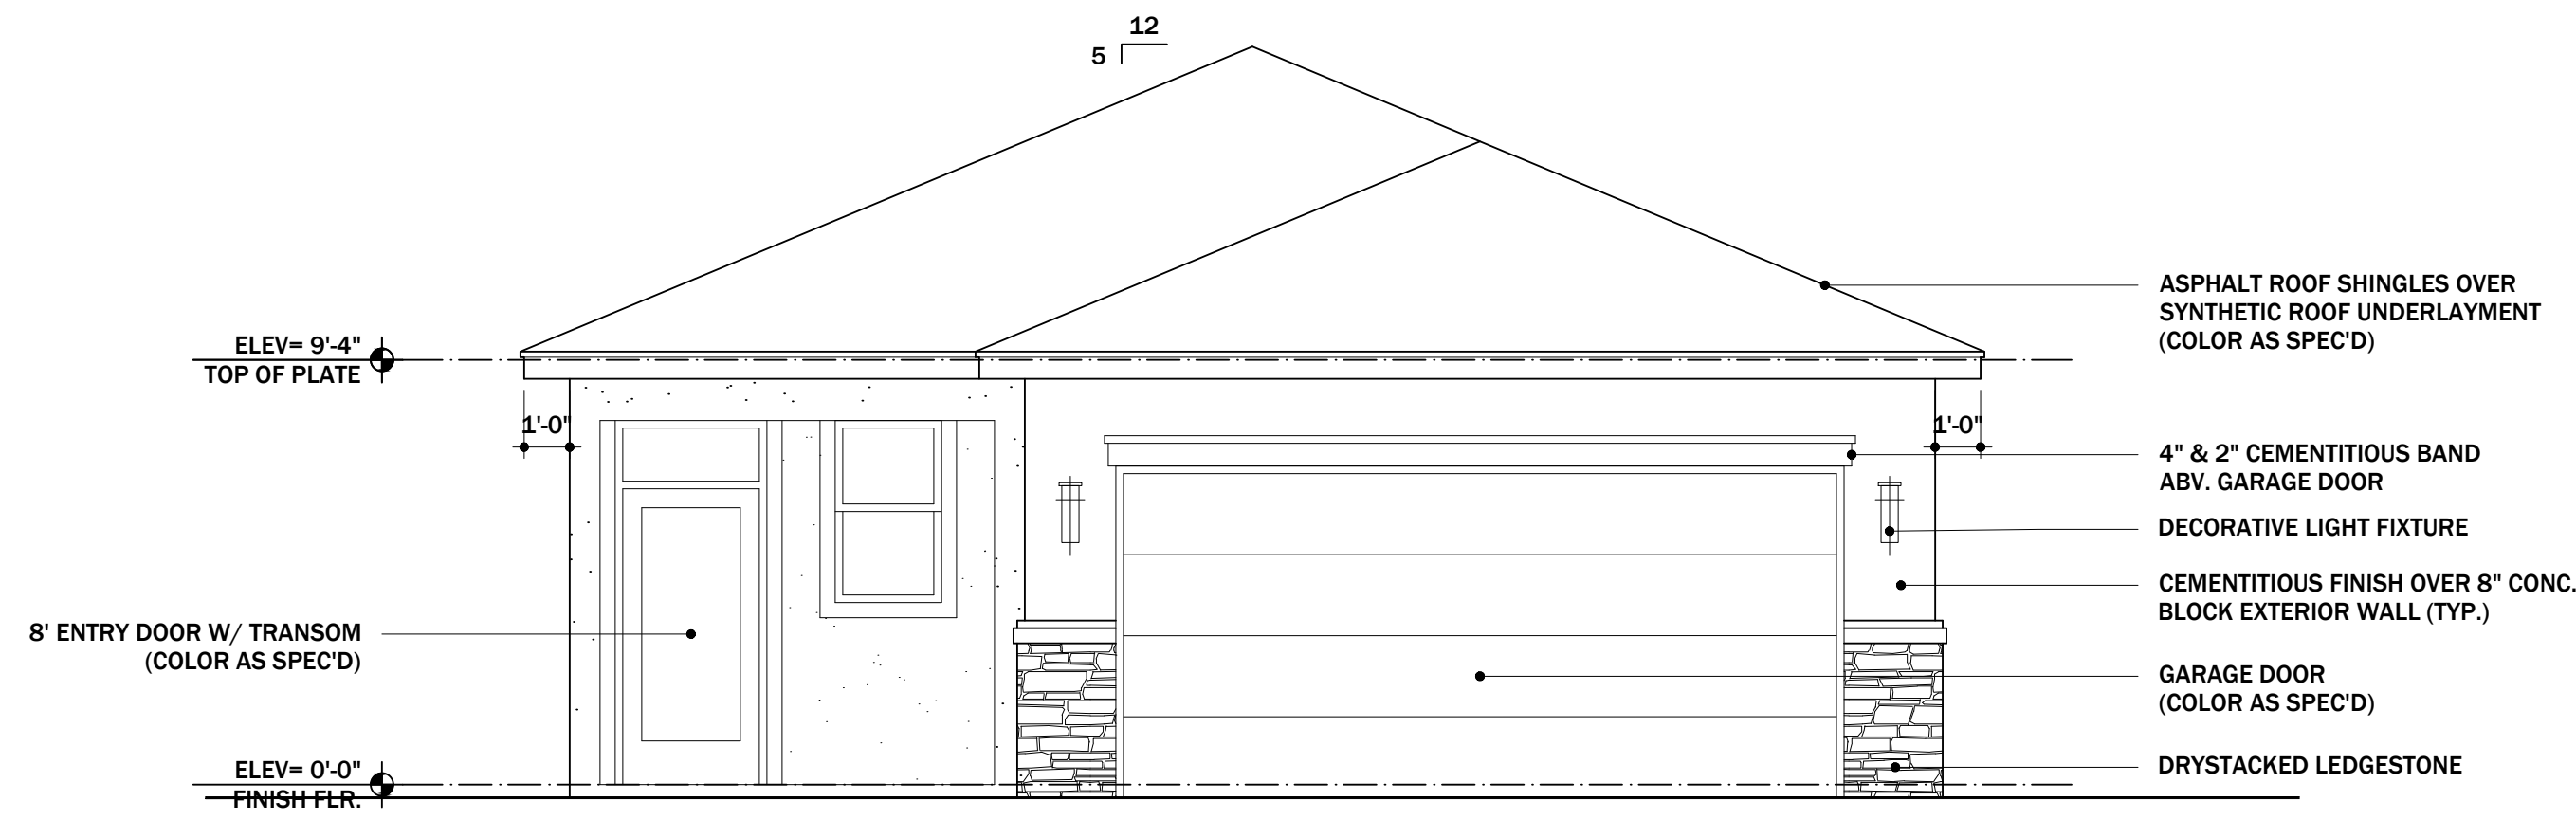 12
5
ASPHALT ROOF SHINGLES OVER
SYNTHETIC ROOF UNDERLAYMENT
(COLOR AS SPEC'D)
ELEV= 9'-4"
TOP OF PLATE
1'-0"
1'-0"
4" & 2" CEMENTITIOUS BAND
ABV. GARAGE DOOR
DECORATIVE LIGHT FIXTURE
CEMENTITIOUS FINISH OVER 8" CONC.
BLOCK EXTERIOR WALL (TYP.)
8' ENTRY DOOR W/ TRANSOM
(COLOR AS SPEC'D)
GARAGE DOOR
(COLOR AS SPEC'D)
DRYSTACKED LEDGESTONE
ELEV= 0'-0"
FINISH FLR.